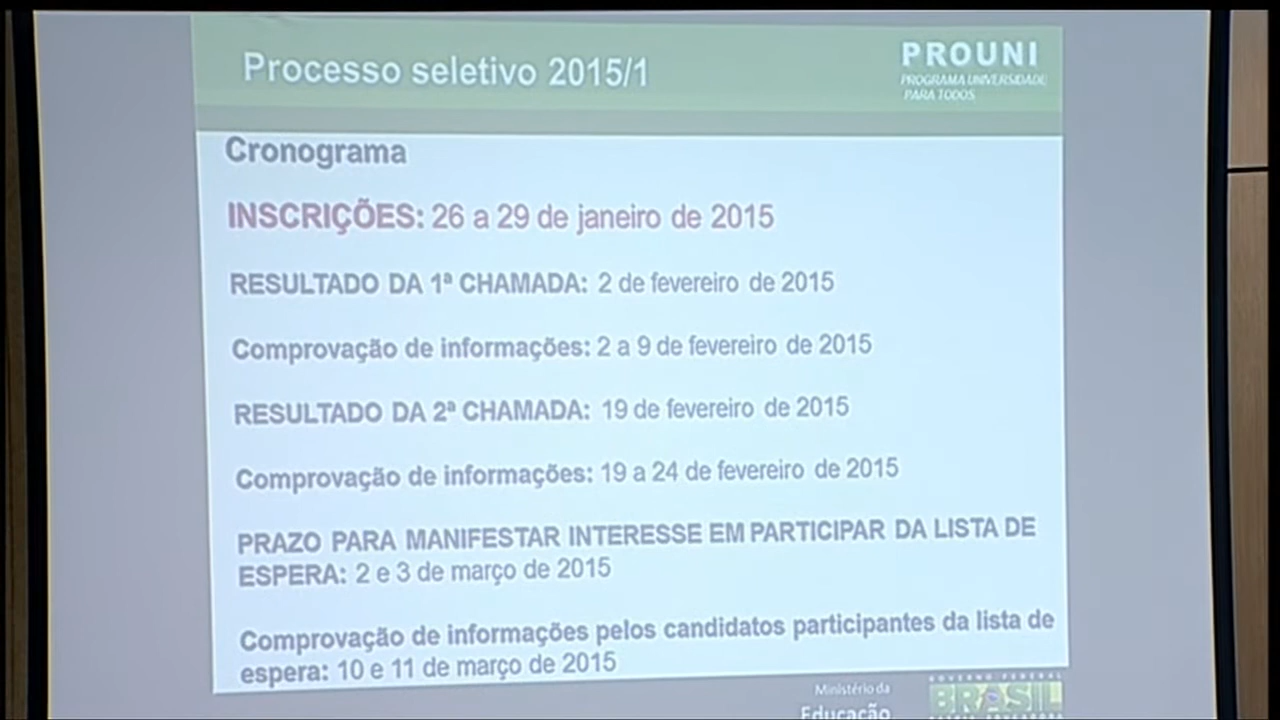 Processo seletivo 2015/1
PROUNI
PROGRAMA UNIVERSIDADE
PARA TODOS
Cronograma
INSCRIÇÕES: 26 a 29 de janeiro de 2015
RESULTADO DA 1ª CHAMADA: 2 de fevereiro de 2015
Comprovação de informações: 2 a 9 de fevereiro de 2015
RESULTADO DA 2ª CHAMADA: 19 de fevereiro de 2015
Comprovação de informações: 19 a 24 de fevereiro de 2015
PRAZO PARA MANIFESTAR INTERESSE EM PARTICIPAR DA LISTA DE
ESPERA: 2 e 3 de março de 2015
Comprovação de informações pelos candidatos participantes da lista de
espera: 10 e 11 de março de 2015
Ministério da
Educação
GOVERNO FEDERAL
BRASIL